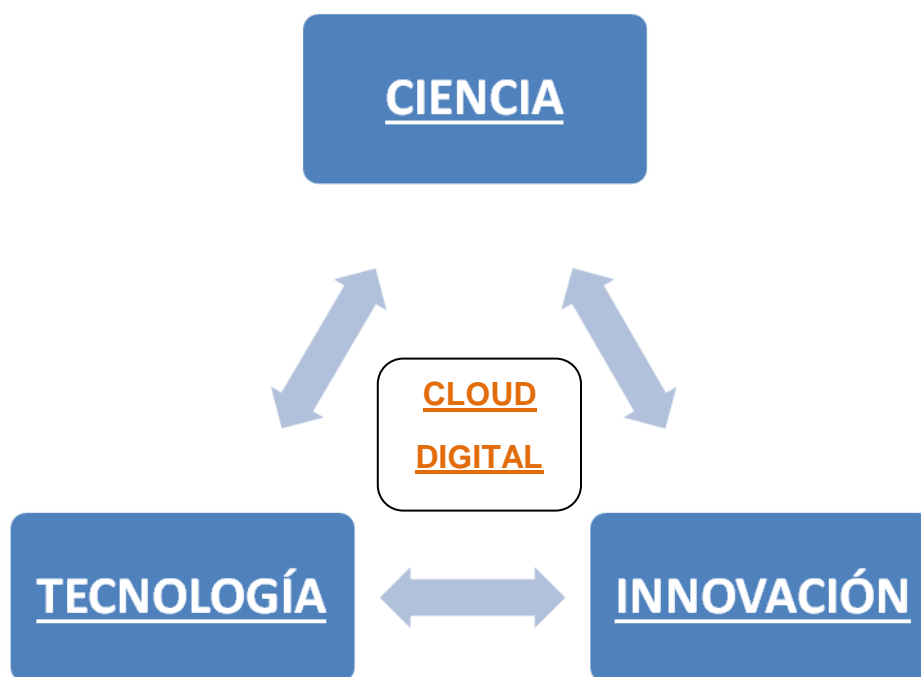 CIENCIA
CLOUD
DIGITAL
TECNOLOGÍA
INNOVACIÓN